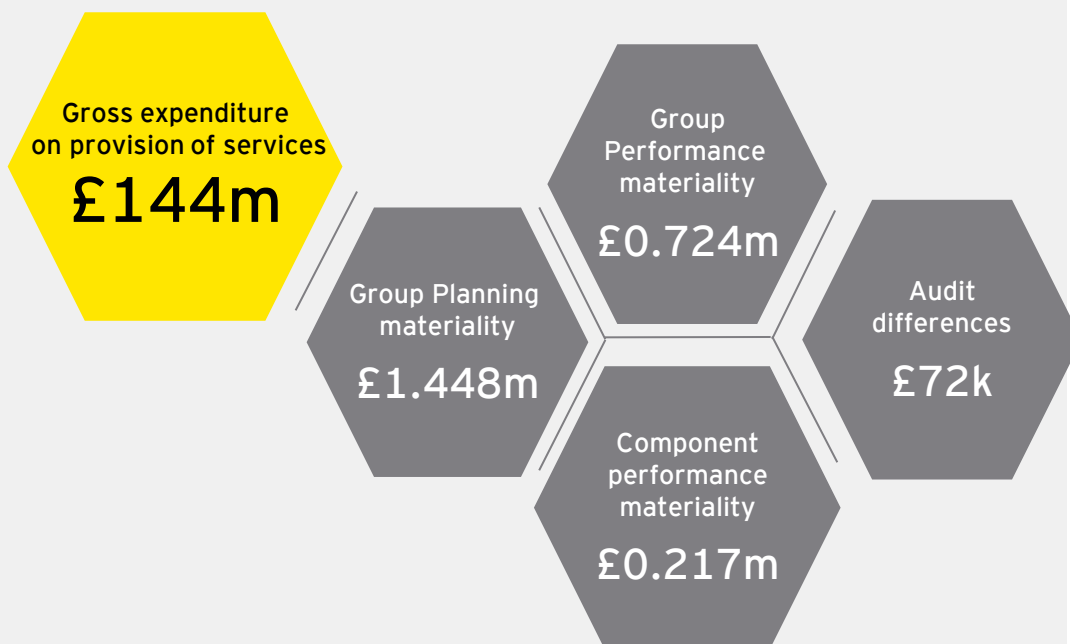 Gross expenditure
on provision of services
£144m
Group Planning
materiality
£1.448m
Group
Performance
materiality
£0.724m
Component
performance
materiality
£0.217m
Audit
differences
£72k